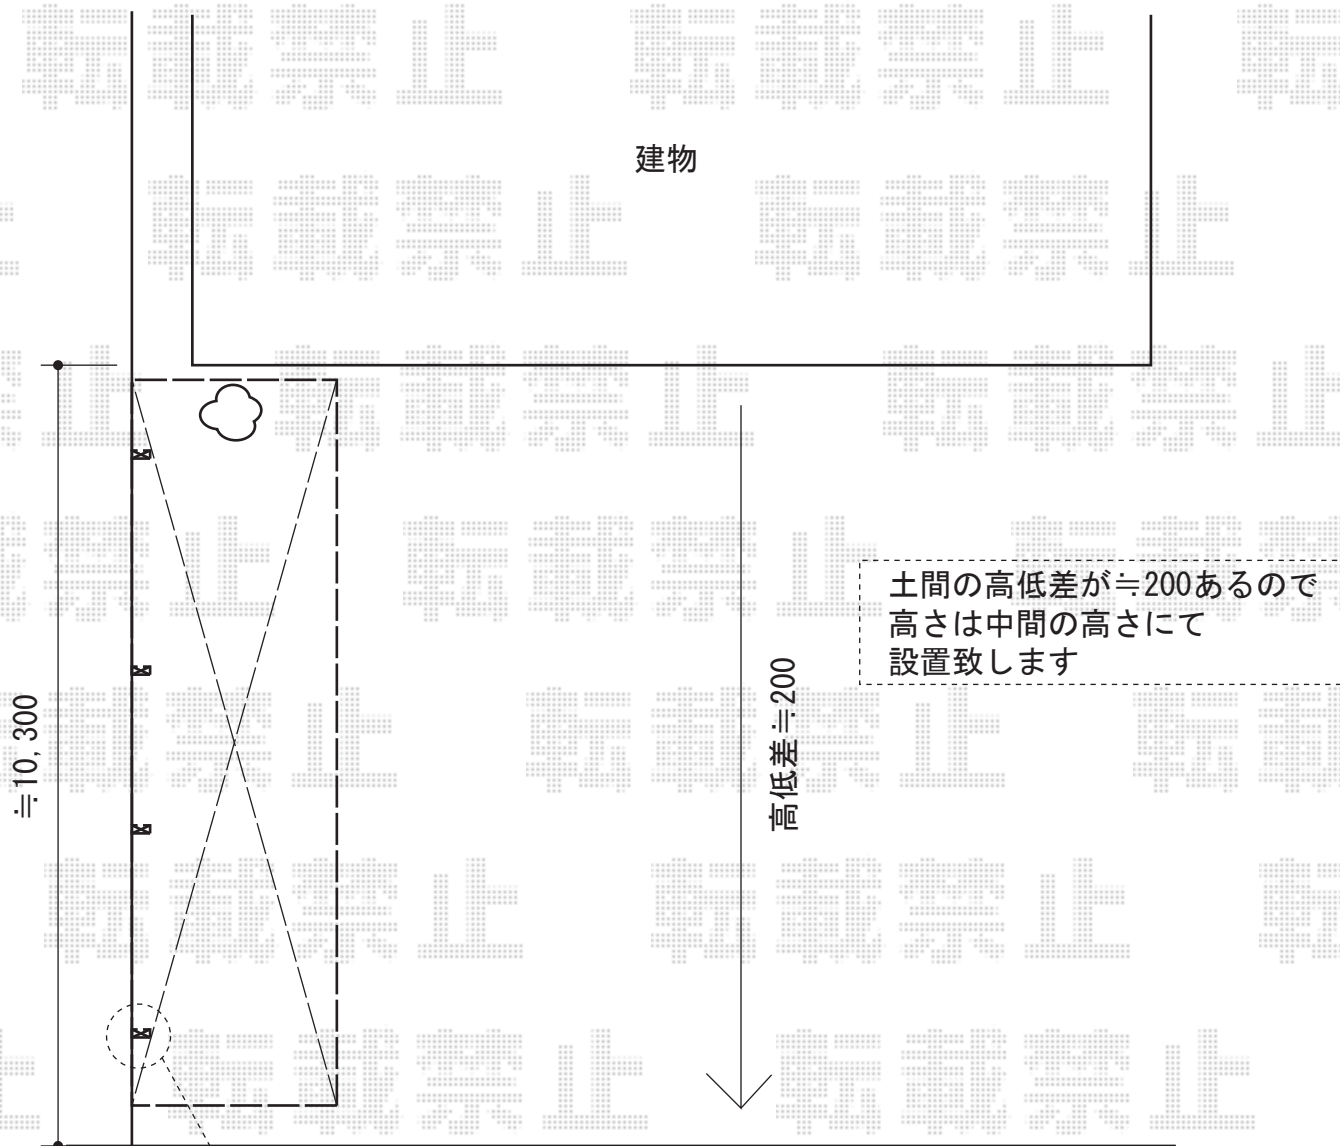 建物
土間の高低差が≒200あるので
高さは中間の高さにて
設置致します
高低差≒200
≒10,300
転載禁止